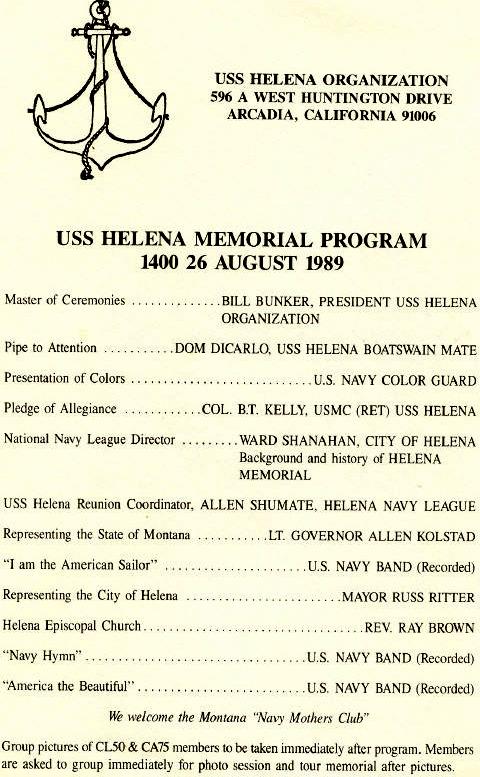 USS HELENA ORGANIZATION
596 A WEST HUNTINGTON DRIVE
ARCADIA, CALIFORNIA 91006
USS HELENA MEMORIAL PROGRAM
1400 26 AUGUST 1989
Master of Ceremonies ..............BILL BUNKER, PRESIDENT USS HELENA
ORGANIZATION
Pipe to Attention ...........DOM DICARLO, USS HELENA BOATSWAIN MATE
Presentation of Colors ............................U.S. NAVY COLOR GUARD
Pledge of Allegiance ............COL. B.T. KELLY, USMC (RET) USS HELENA
National Navy League Director .........WARD SHANAHAN, CITY OF HELENA
Background and history of HELENA
MEMORIAL
USS Helena Reunion Coordinator, ALLEN SHUMATE, HELENA NAVY LEAGUE
Representing the State of Montana ...........LT. GOVERNOR ALLEN KOLSTAD
"I am the American Sailor" ......................U.S. NAVY BAND (Recorded)
Representing the City of Helena ........................MAYOR RUSS RITTER
Helena Episcopal Church..................................REV. RAY BROWN
"Navy Hymn"..................................U.S. NAVY BAND (Recorded)
"America the Beautiful"..........................U.S. NAVY BAND (Recorded)
We welcome the Montana "Navy Mothers Club"
Group pictures of CL50 & CA75 members to be taken immediately after program. Members
are asked to group immediately for photo session and tour memorial after pictures.